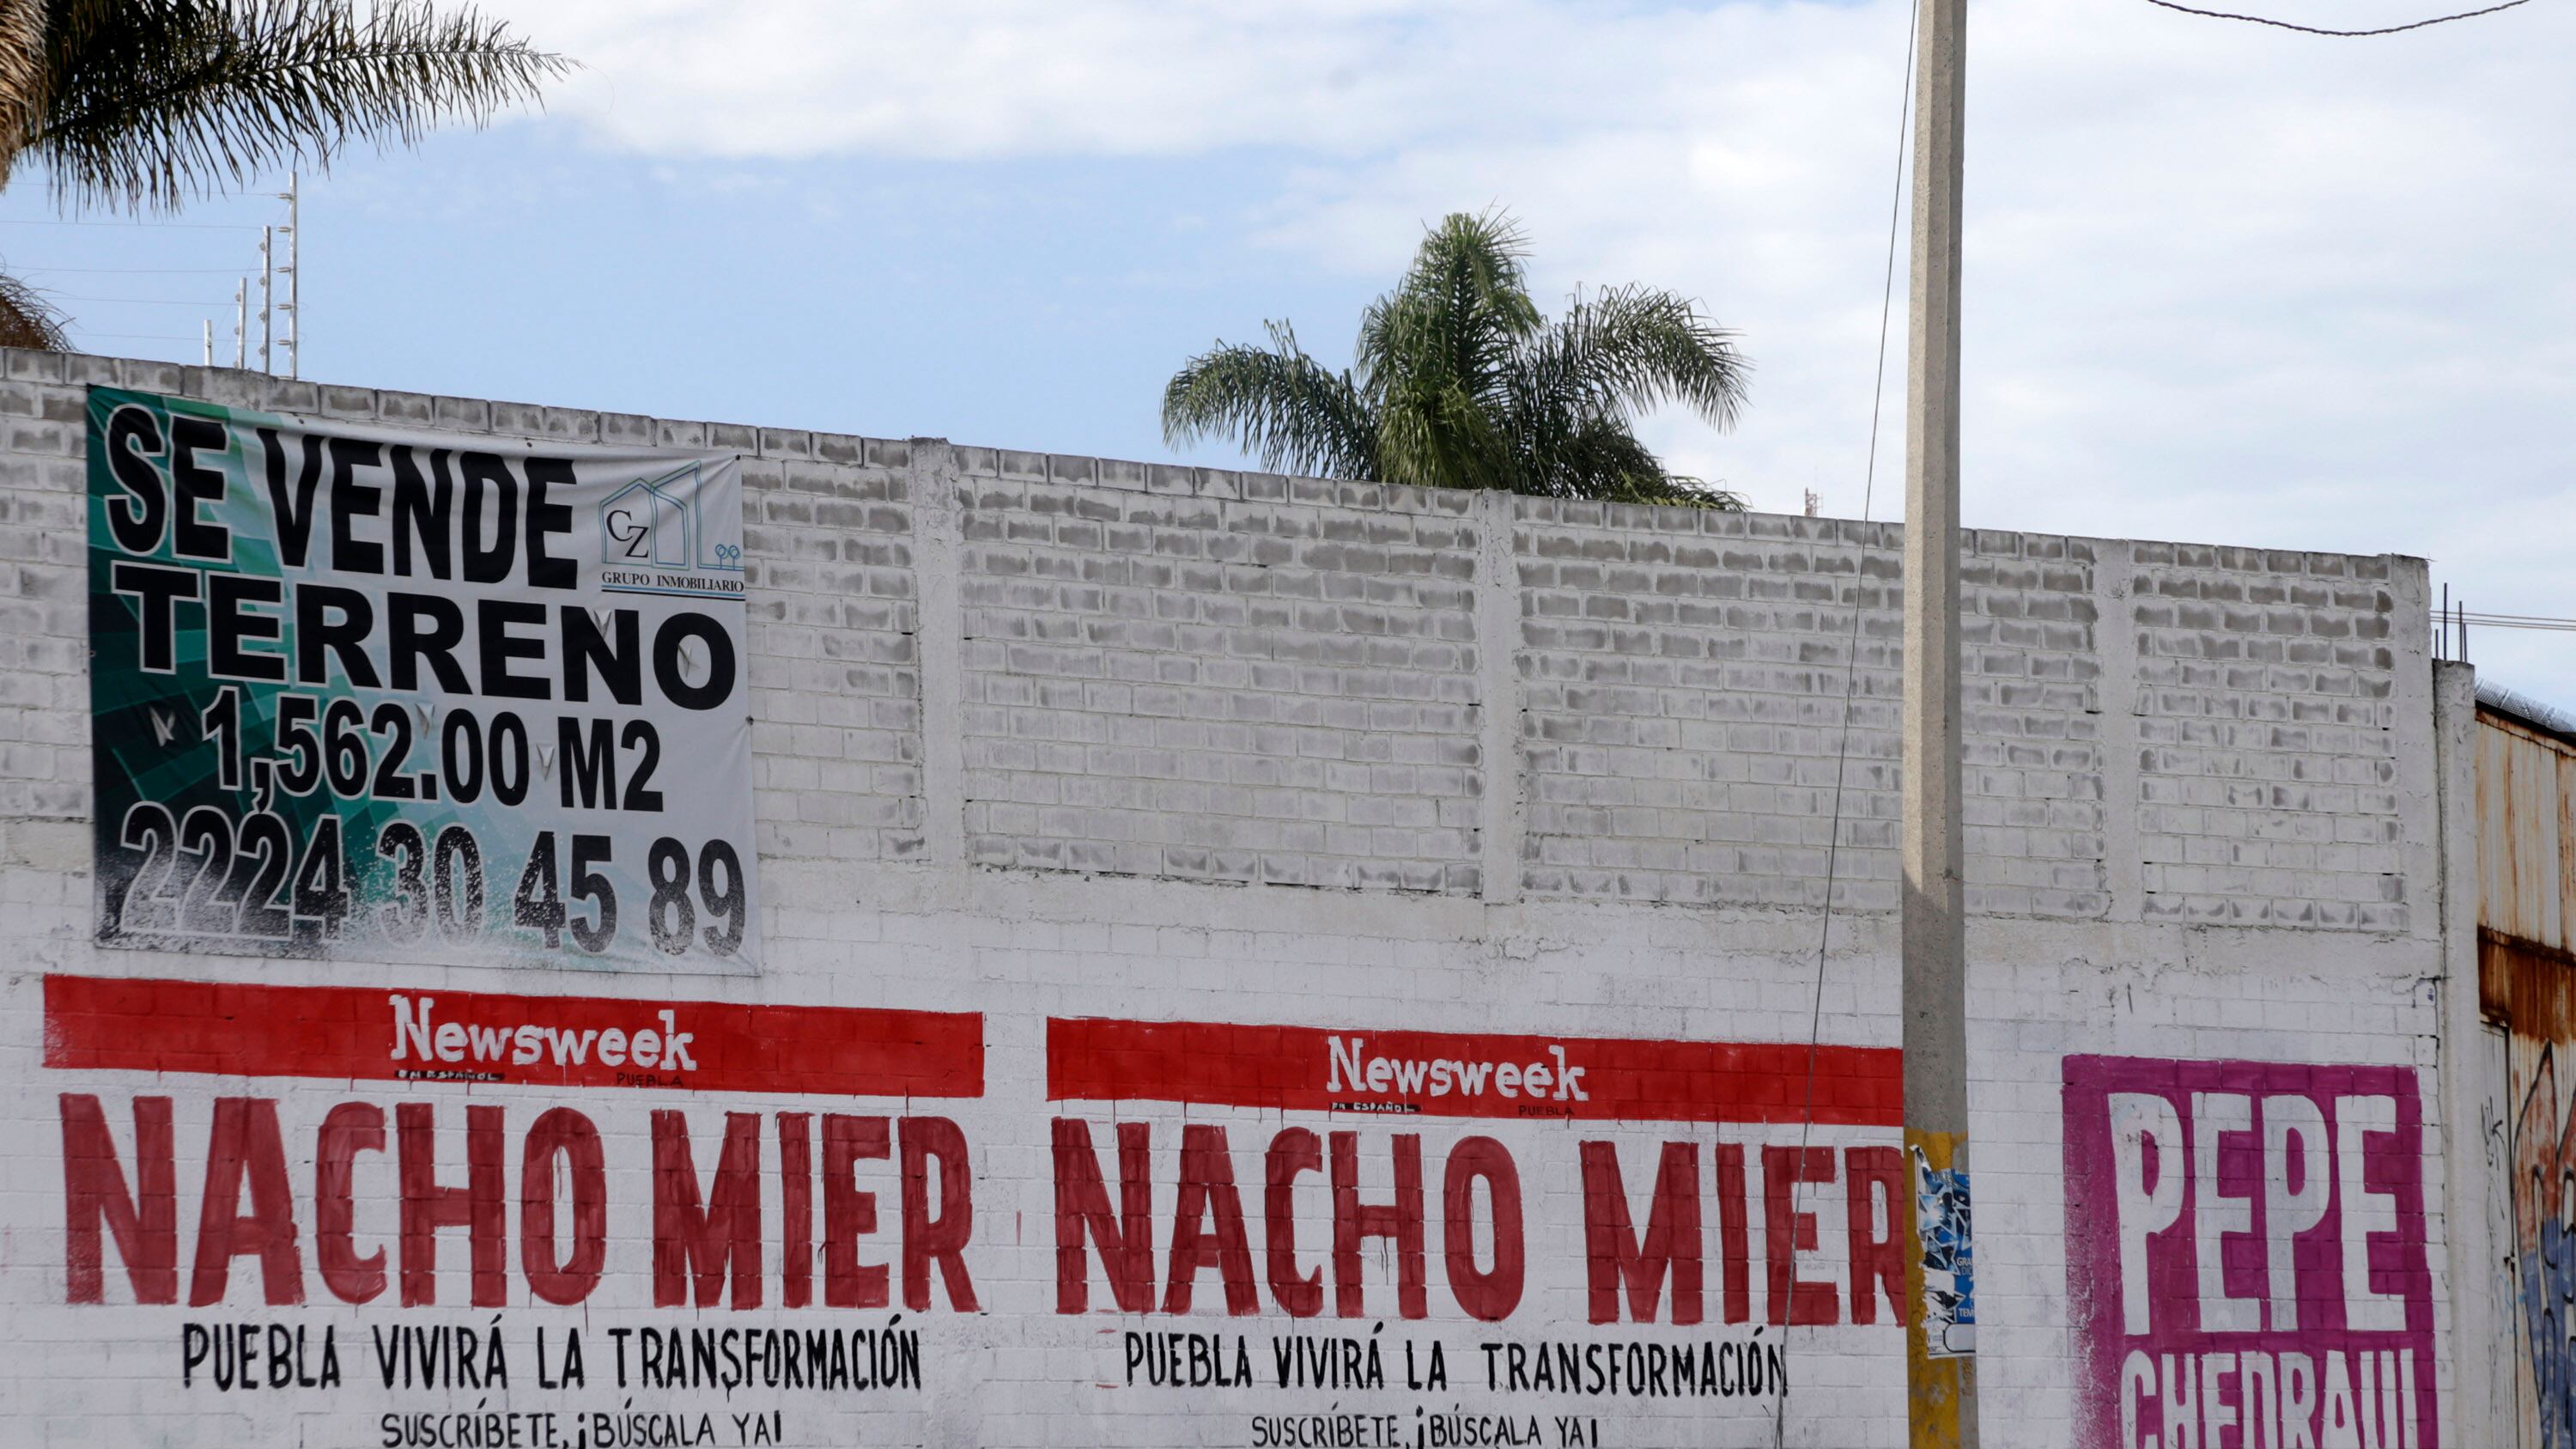 SE VENDE
CZ
GRUPO INMOBILIARIO
TERRENO
1,562.00 M2
2224 30 45 89
Newsweek
EN ESPAÑOL PUEBLA
NACHO MIER
PUEBLA VIVIRÁ LA TRANSFORMACIÓN
SUSCRÍBETE, ¡BÚSCALA YA!
Newsweek
EN ESPAÑOL PUEBLA
NACHO MIER
PUEBLA VIVIRÁ LA TRANSFORMACIÓN
SUSCRÍBETE, ¡BÚSCALA YA!
PEPE
CHEDRAUI